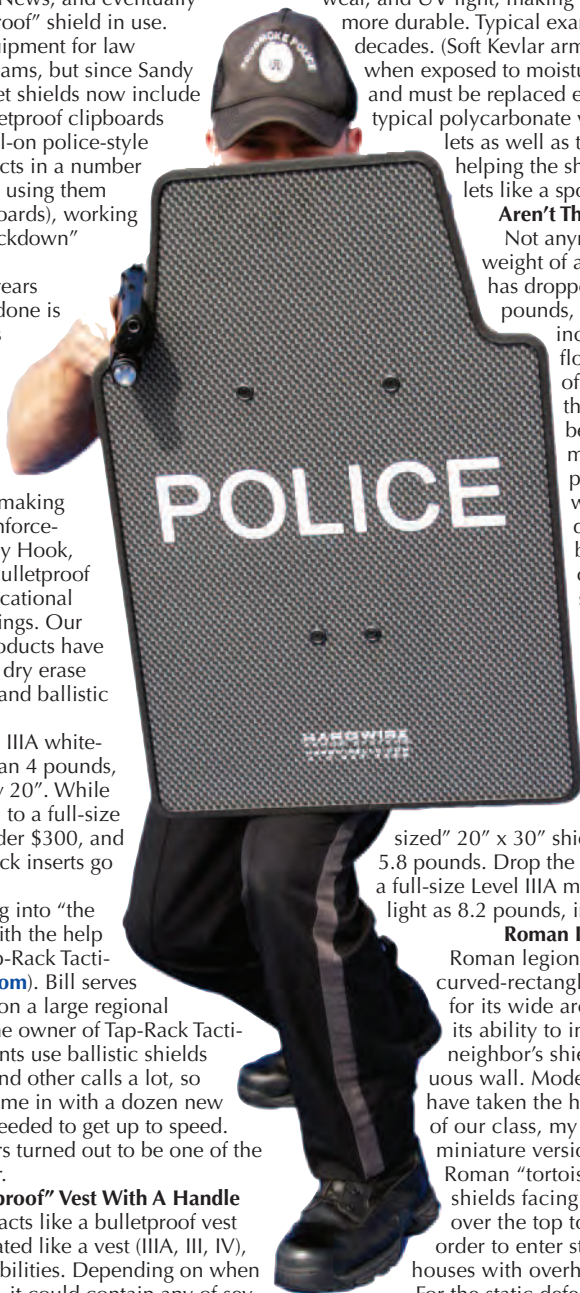 News, and eventually
proof” shield in use.
uipment for law
ams, but since Sandy
et shields now include
etproof clipboards
l-on police-style
cts in a number
using them
oards), working
ckdown”
ears
done is
making
nforce-
y Hook,
ulletproof
cational
ings. Our
oducts have
dry erase
and ballistic
IIIA white-
an 4 pounds,
y 20”. While
to a full-size
der $300, and
ck inserts go
g into “the
ith the help
p-Rack Tacti-
om). Bill serves
on a large regional
e owner of Tap-Rack Tacti-
nts use ballistic shields
nd other calls a lot, so
me in with a dozen new
eeded to get up to speed.
rs turned out to be one of the
r.
proof” Vest With A Handle
acts like a bulletproof vest
ated like a vest (IIIA, III, IV),
bilities. Depending on when
it could contain any of sev-
POLICE
POLICE
HARDWIRE
wear, and UV light, making
more durable. Typical exa
decades. (Soft Kevlar arm
when exposed to moistu
and must be replaced e
typical polycarbonate v
lets as well as t
helping the sh
lets like a spo
Aren’t Th
Not anym
weight of a
has droppe
pounds,
inc
flo
of
th
be
m
p
w
b
sized” 20” x 30” shie
5.8 pounds. Drop the
a full-size Level IIIA m
light as 8.2 pounds, i
Roman
Roman legion
curved-rectangl
for its wide are
its ability to in
neighbor’s shie
uous wall. Mode
have taken the h
of our class, my
miniature versio
Roman “tortois
shields facing
over the top to
order to enter st
houses with overh
For the static defe